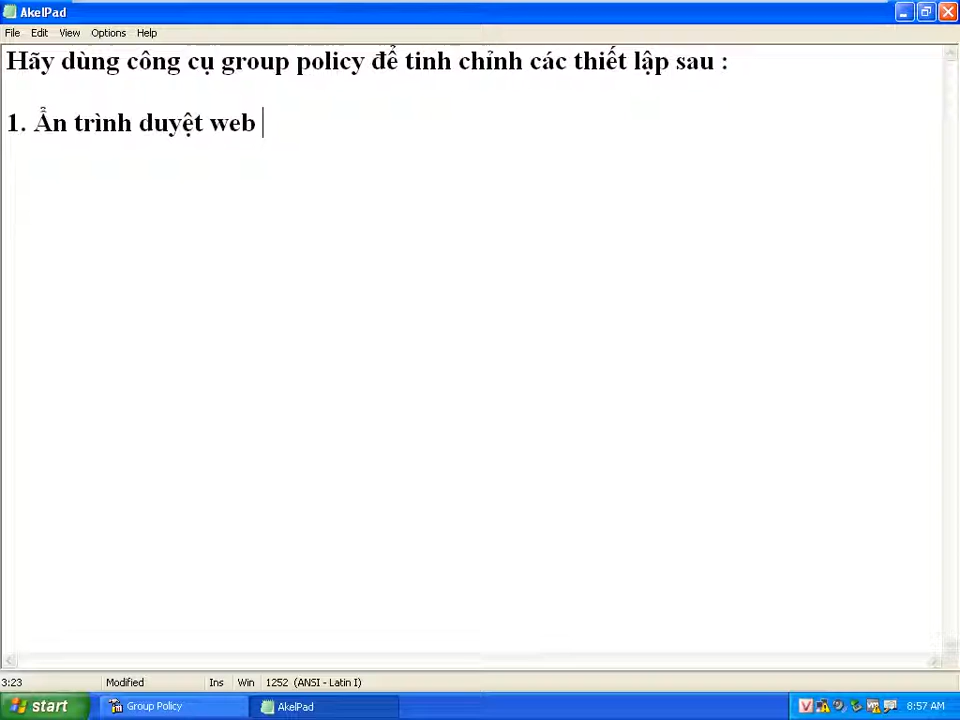 AkelPad
File Edit View Options Help
Hãy dùng công cụ group policy để tinh chỉnh các thiết lập sau :
1. Ẩn trình duyệt web
3:23 Modified Ins Win 1252 (ANSI - Latin I)
start Group Policy AkelPad V 8:57 AM